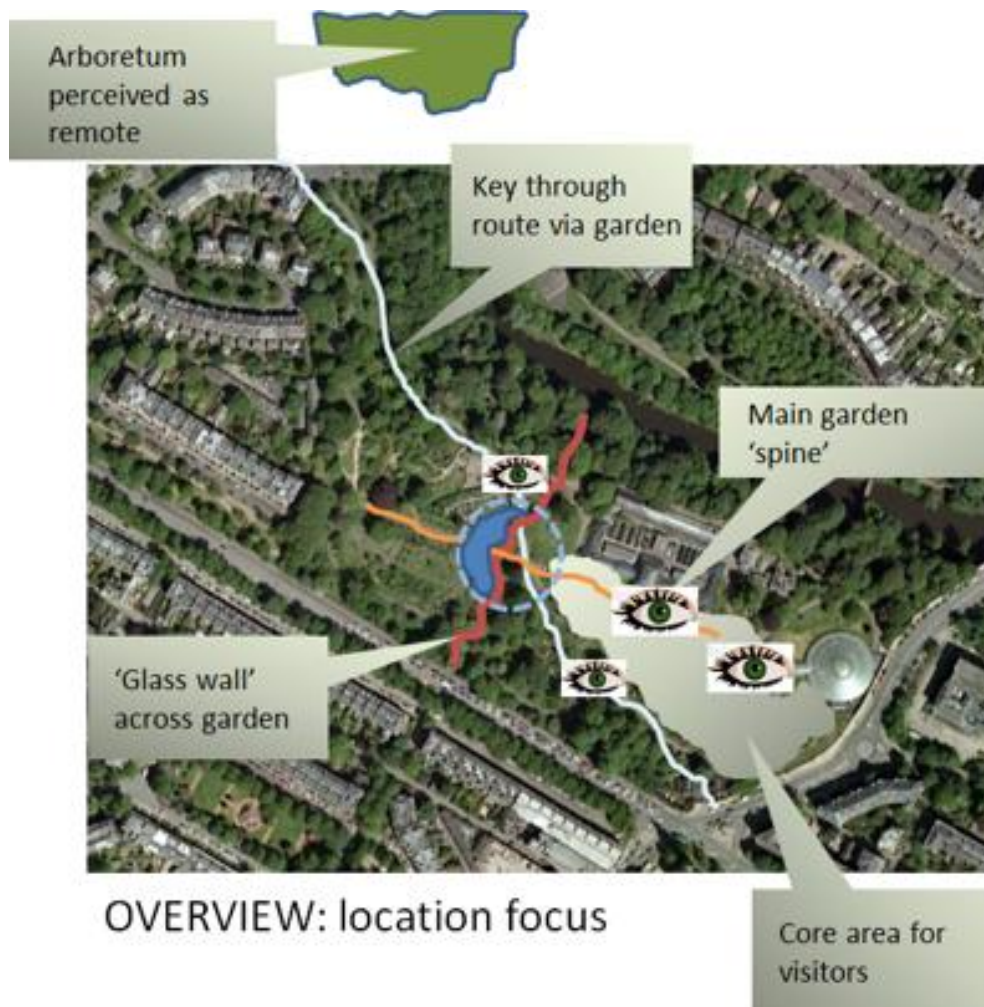 Arboretum
perceived as
remote
Key through
route via garden
Main garden
‘spine’
‘Glass wall’
across garden
OVERVIEW: location focus
Core area for
visitors